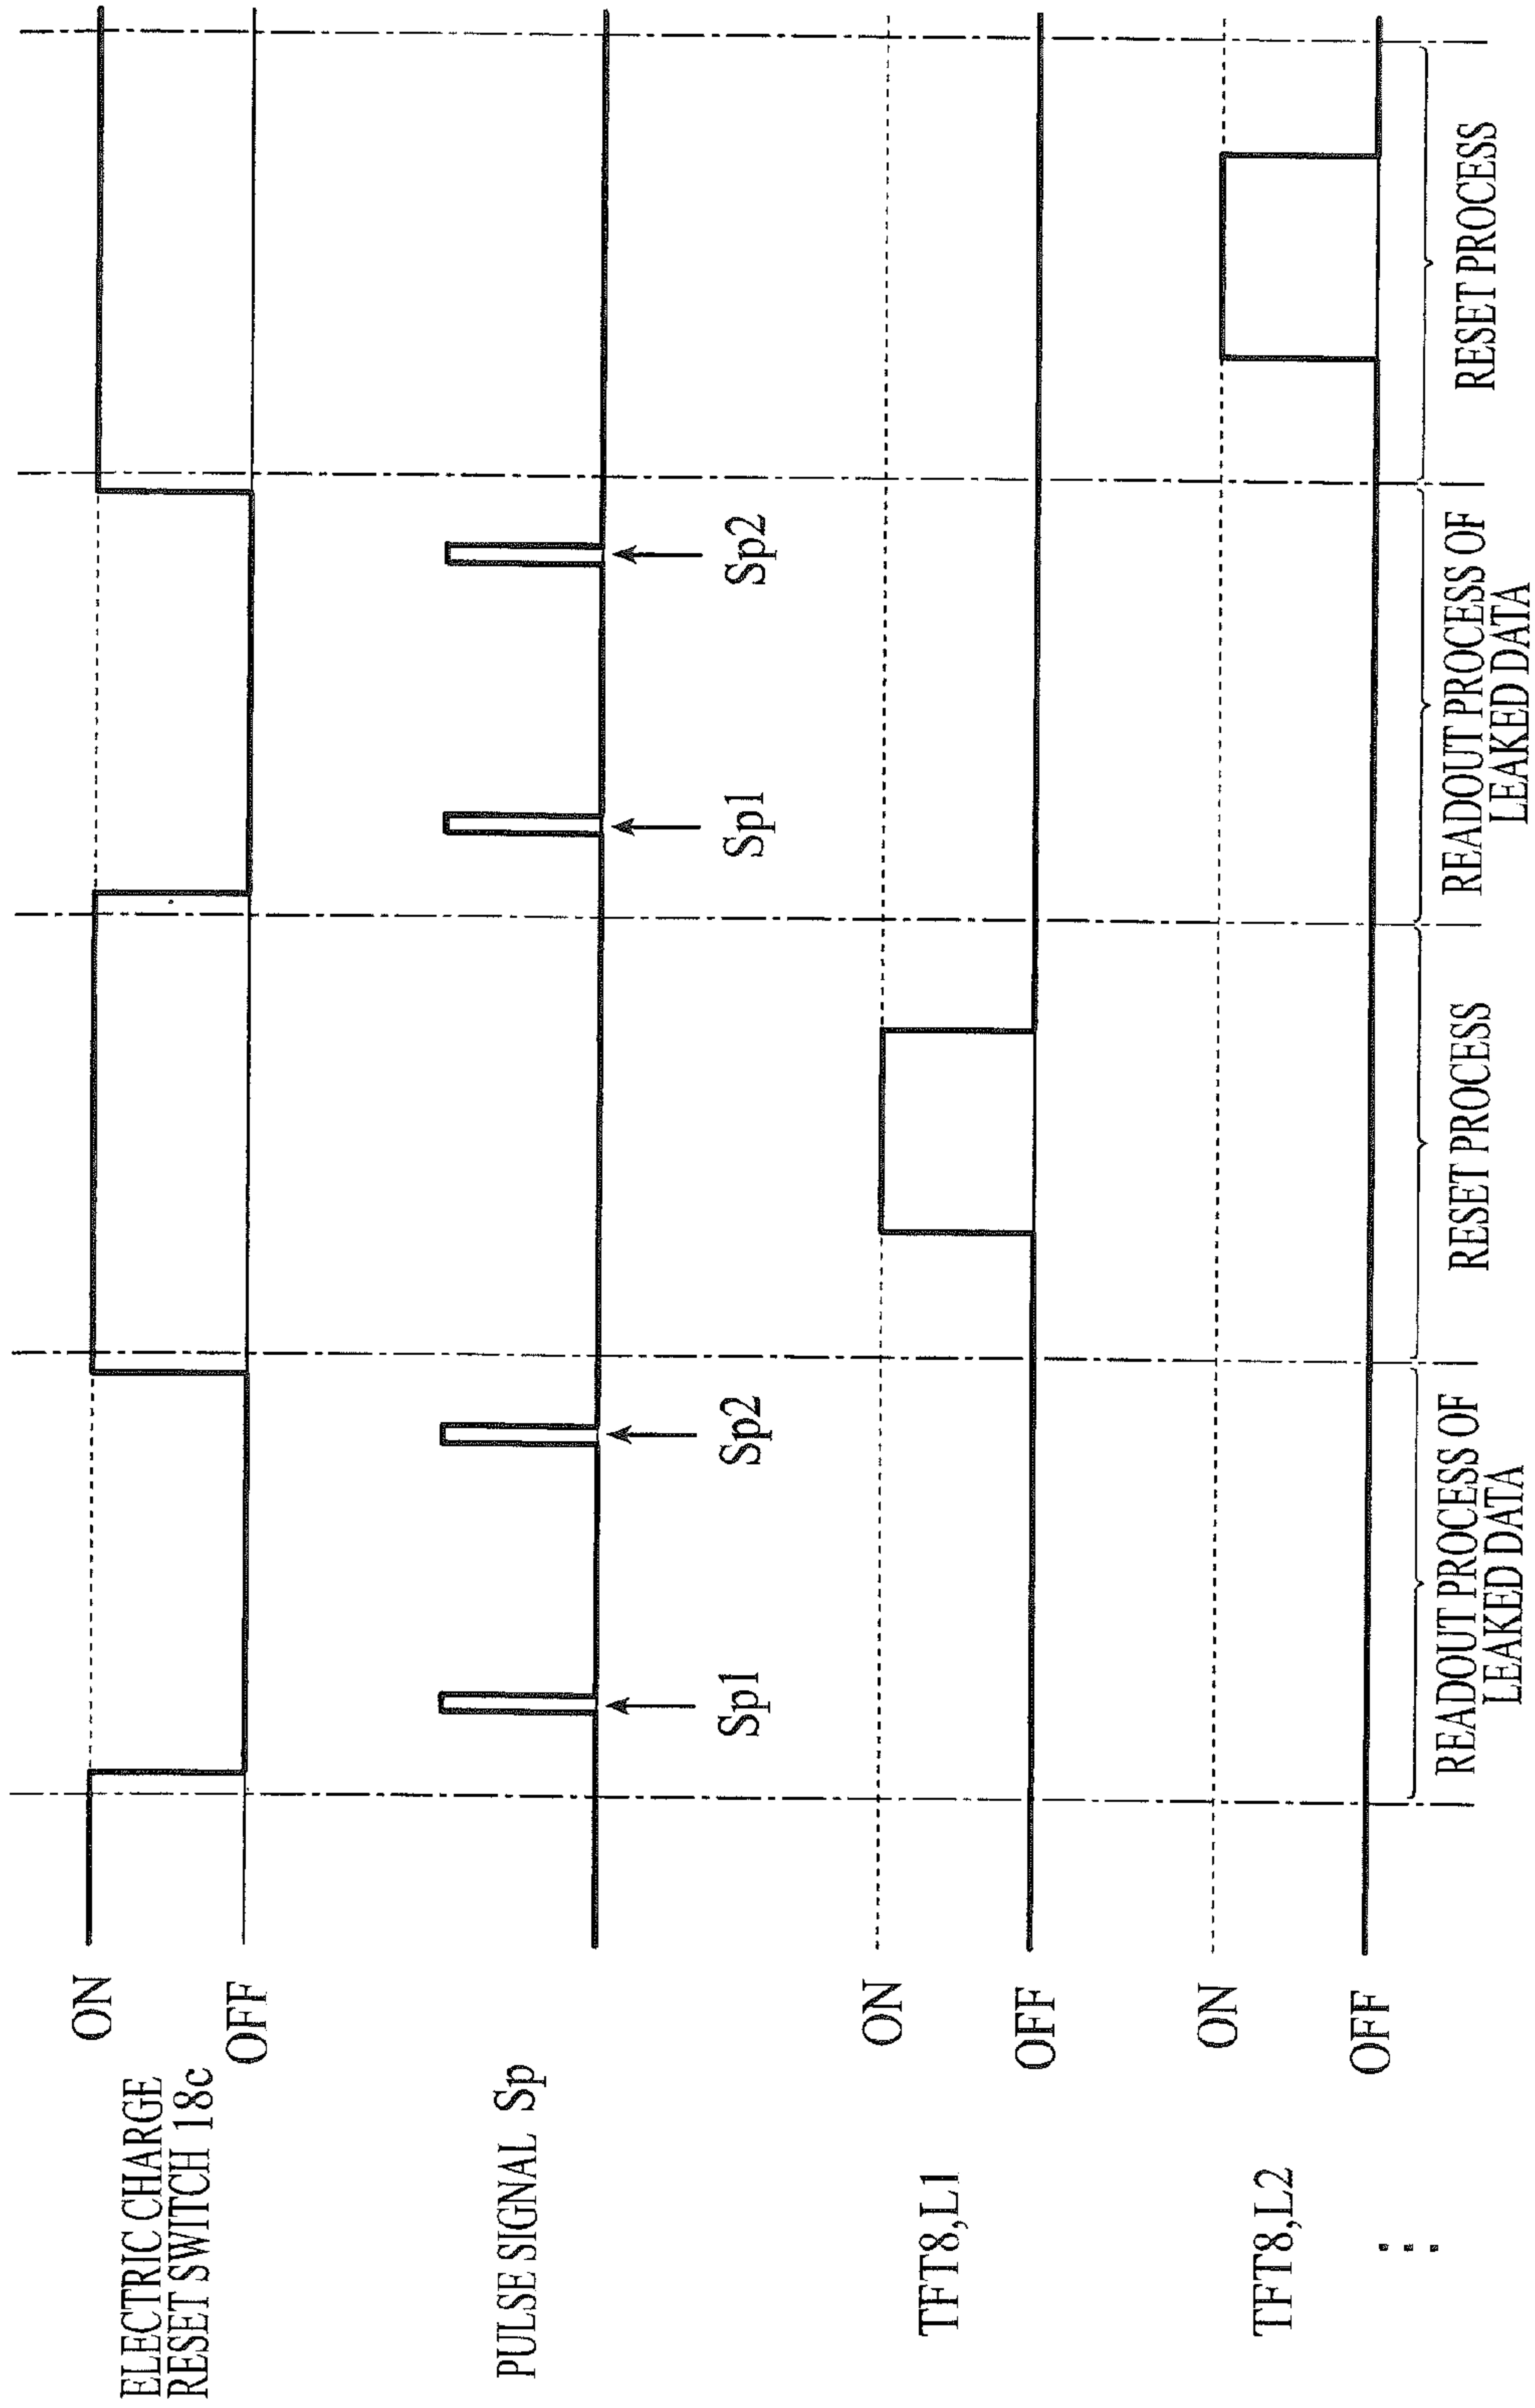 ELECTRIC CHARGE
RESET SWITCH 18c
ON
OFF
PULSE SIGNAL Sp
Sp1
Sp2
Sp1
Sp2
TFT8,L1
ON
OFF
TFT8,L2
ON
OFF
READOUT PROCESS OF
LEAKED DATA
RESET PROCESS
READOUT PROCESS OF
LEAKED DATA
RESET PROCESS